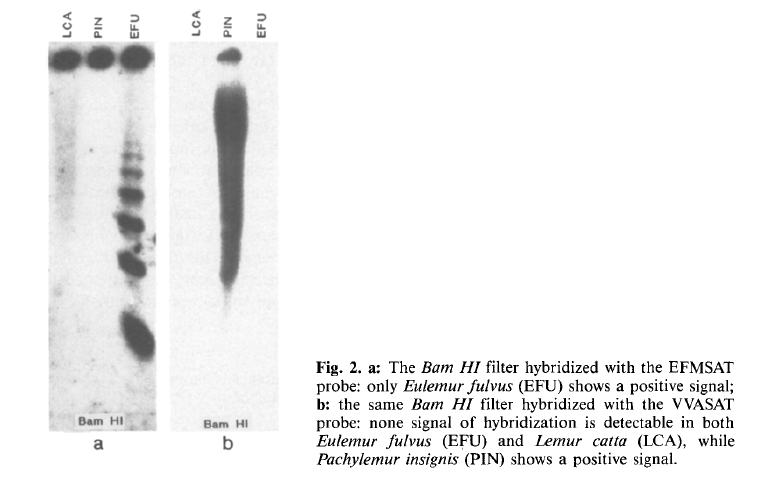 LCA PIN EFU
LCA PIN EFU
Bam HI
Bam HI
a
b
Fig. 2. a: The Bam HI filter hybridized with the EFMSAT
probe: only Eulemur fulvus (EFU) shows a positive signal;
b: the same Bam HI filter hybridized with the VVASAT
probe: none signal of hybridization is detectable in both
Eulemur fulvus (EFU) and Lemur catta (LCA), while
Pachylemur insignis (PIN) shows a positive signal.